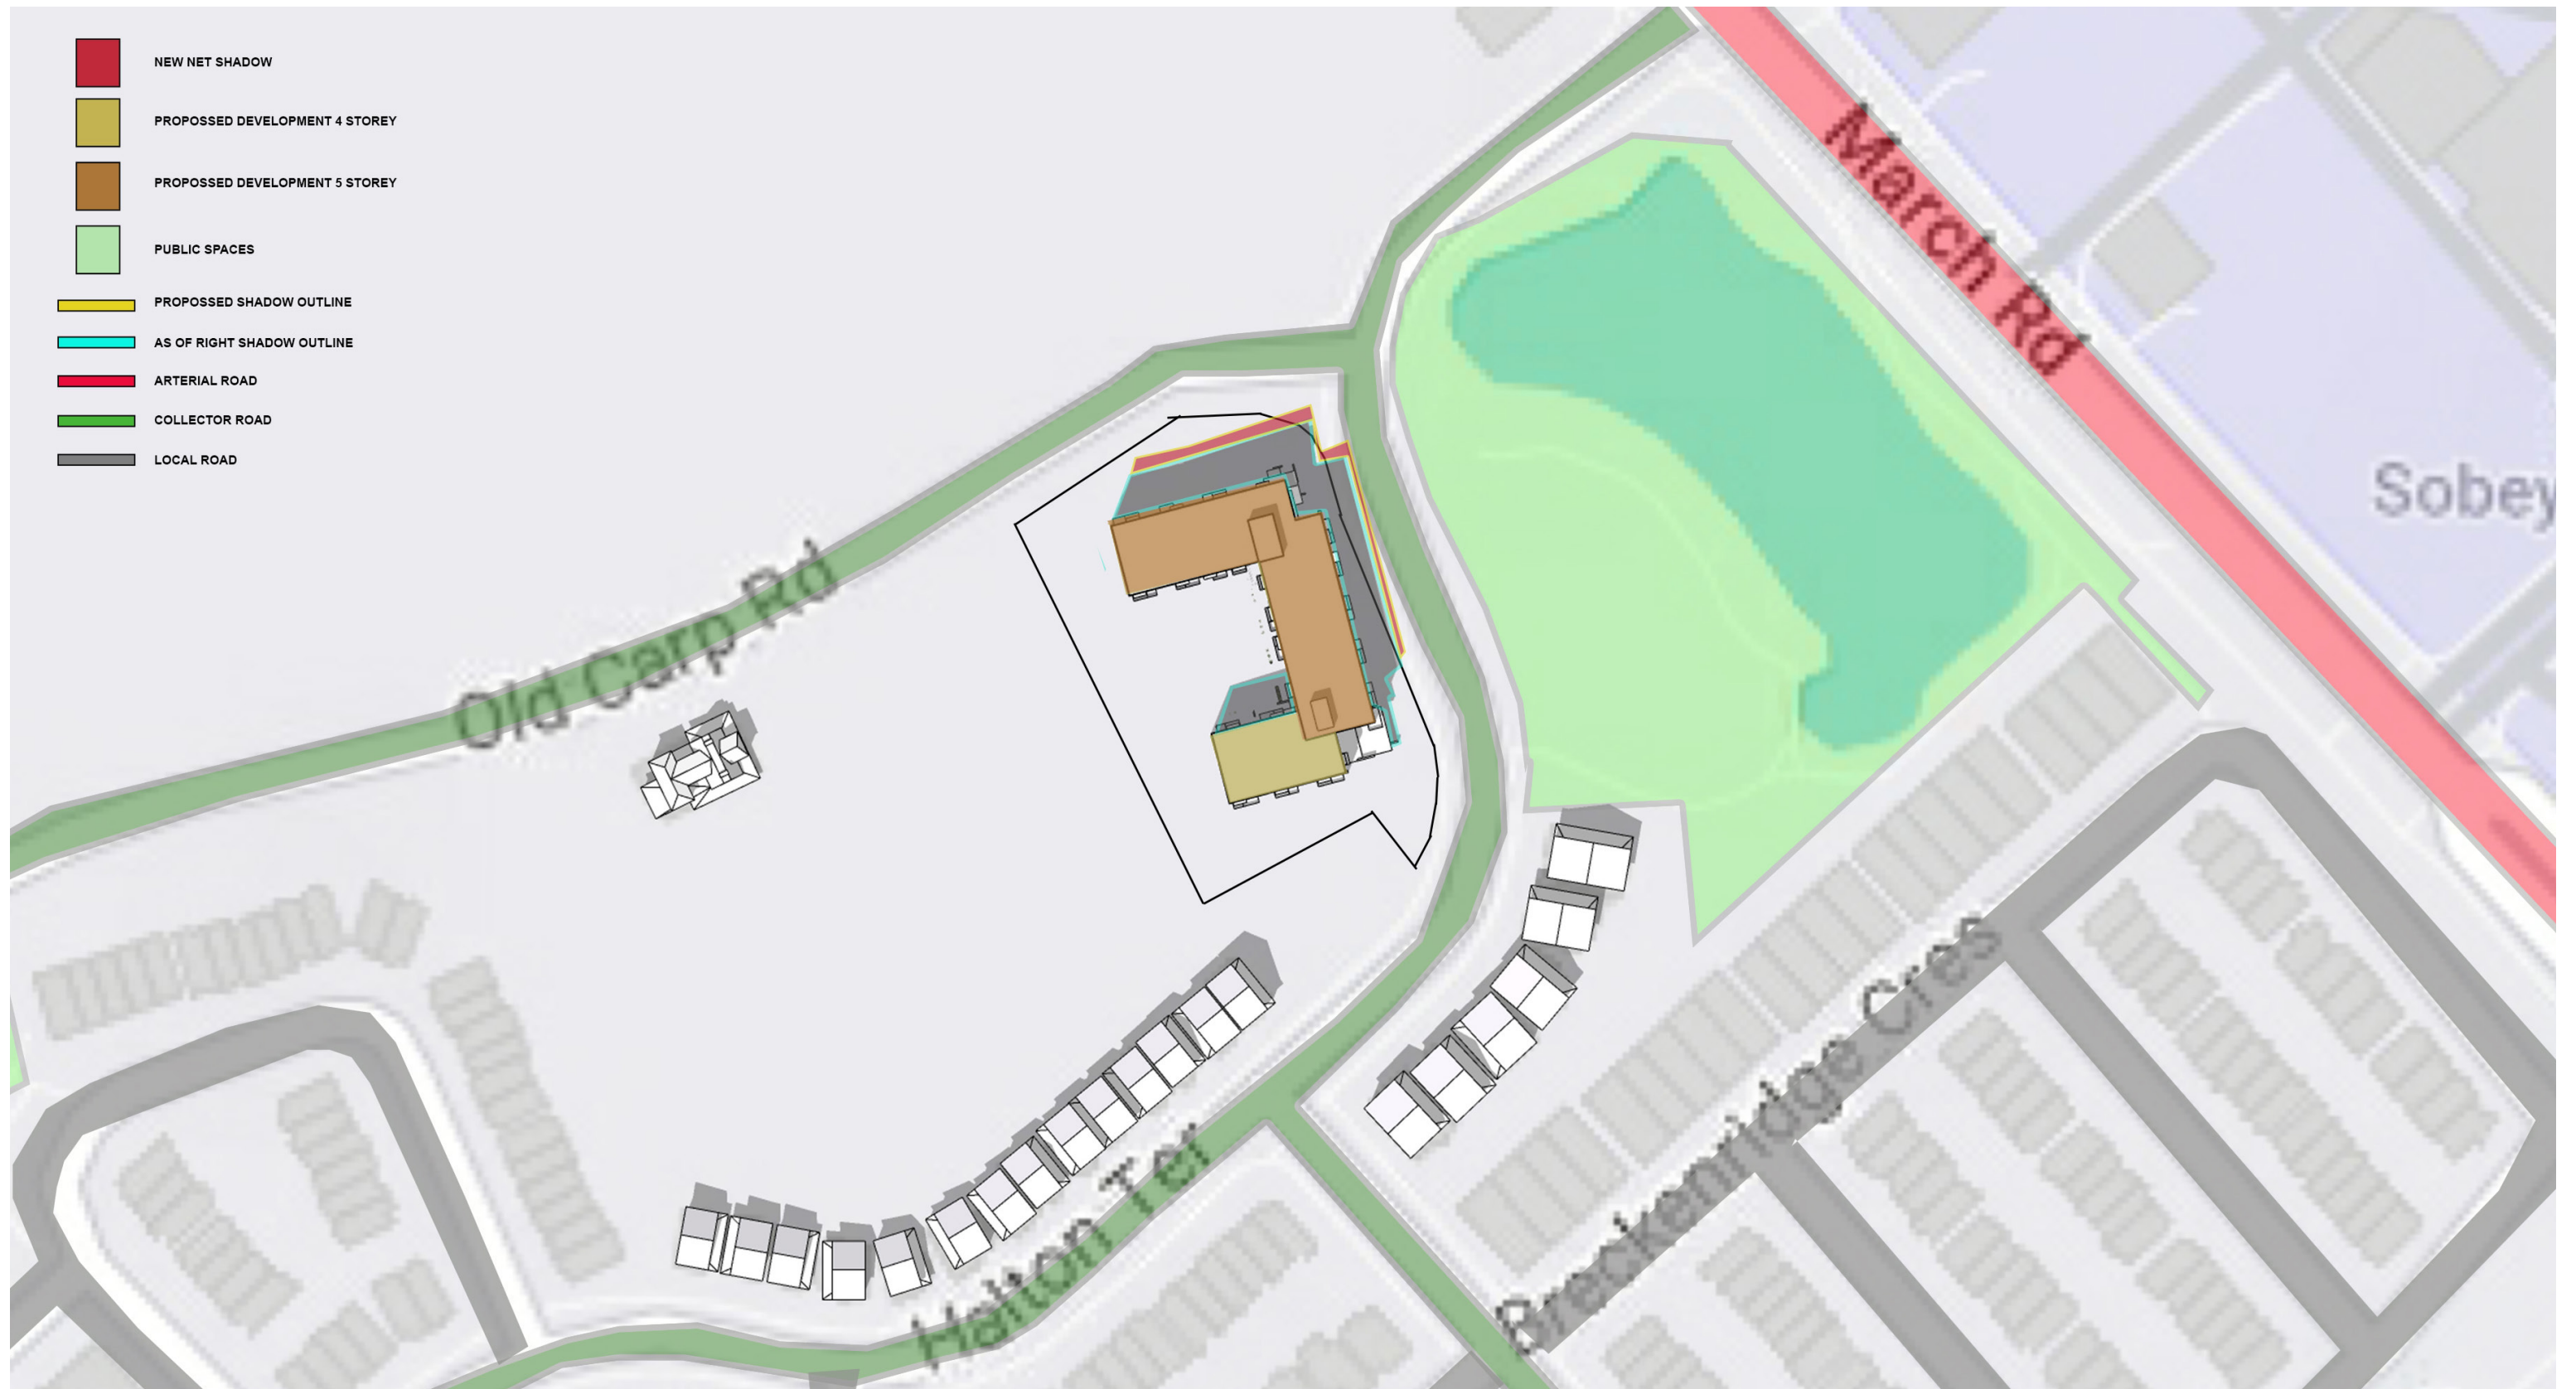 NEW NET SHADOW
PROPOSSED DEVELOPMENT 4 STOREY
PROPOSSED DEVELOPMENT 5 STOREY
PUBLIC SPACES
PROPOSSED SHADOW OUTLINE
AS OF RIGHT SHADOW OUTLINE
ARTERIAL ROAD
COLLECTOR ROAD
LOCAL ROAD
March Rd
Sobey
Old Carp Rd
Halton Ter
Cres